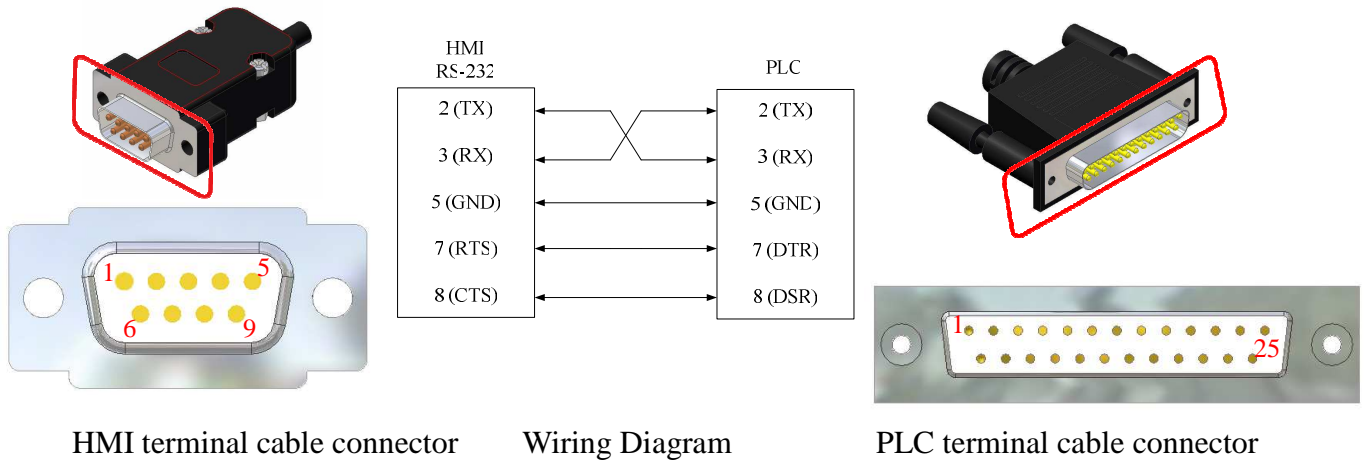 HMI
RS-232
PLC
2 (TX)
2 (TX)
3 (RX)
3 (RX)
5 (GND)
5 (GND)
7 (RTS)
7 (DTR)
8 (CTS)
8 (DSR)
1
5
6
9
1
25
HMI terminal cable connector
Wiring Diagram
PLC terminal cable connector